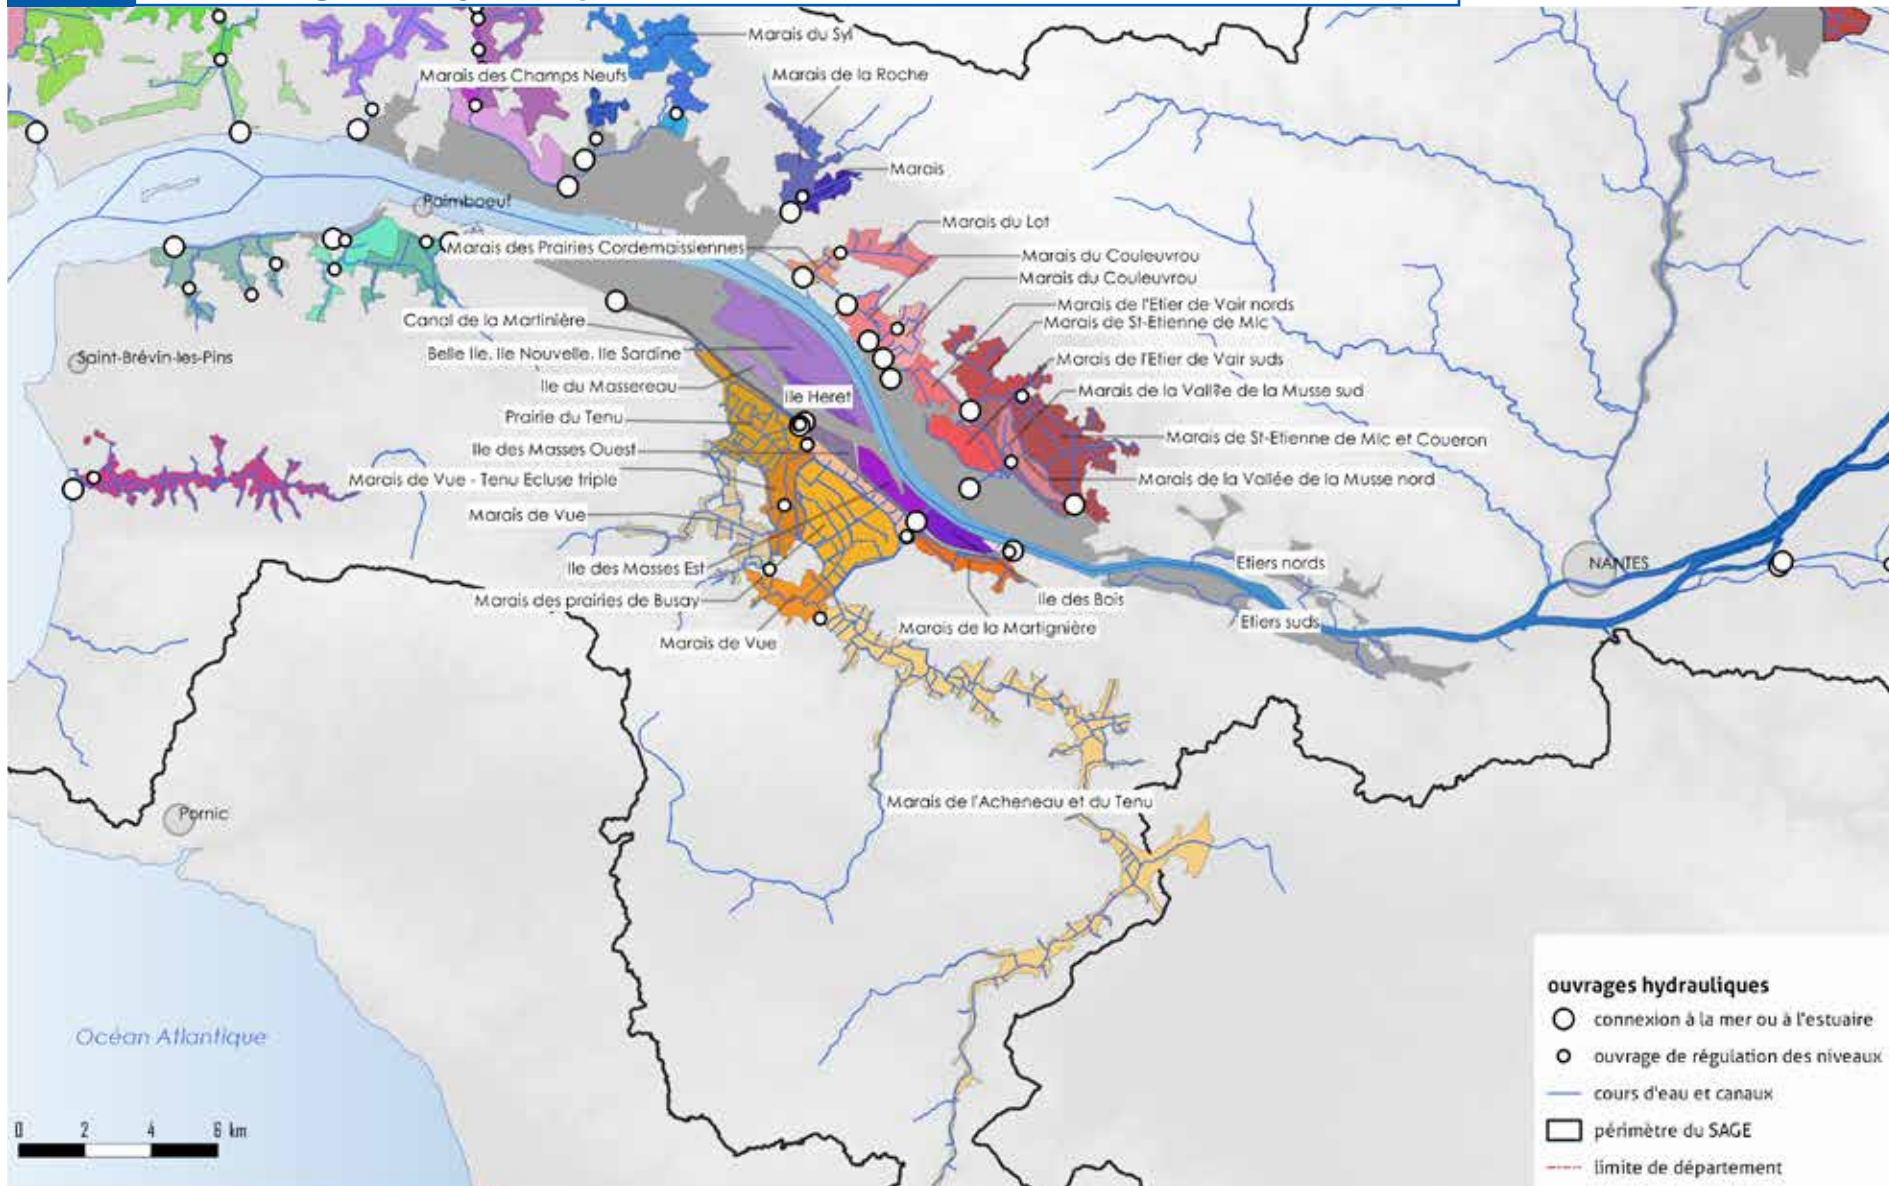 Marais du Syl
Marais des Champs Neufs
Marais de la Roche
Marais
Paimboeuf
Marais du Lot
Marais des Prairies Cordemaissiennes
Marais du Couleuvrou
Marais du Couleuvrou
Marais de l'Etier de Vair nords
Canal de la Martinière
Marais de St-Etienne de Mlc
Saint-Brévin-les-Pins
Belle Ile, Ile Nouvelle, Ile Sardine
Marais de l'Etier de Vair suds
Ile du Massereau
Marais de la Vall?e de la Musse sud
Ile Heret
Prairie du Tenu
Marais de St-Etienne de Mlc et Coueron
Ile des Masses Ouest
Marais de Vue - Tenu Ecluse triple
Marais de la Vallée de la Musse nord
Marais de Vue
Ile des Masses Est
Etiers nords
NANTES
Marais des prairies de Busay
Ile des Bois
Etiers suds
Marais de la Martignière
Marais de Vue
Marais de l'Acheneau et du Tenu
Pornic
Océan Atlantique
0 2 4 6 km
ouvrages hydrauliques
connexion à la mer ou à l'estuaire
ouvrage de régulation des niveaux
cours d'eau et canaux
périmètre du SAGE
limite de département